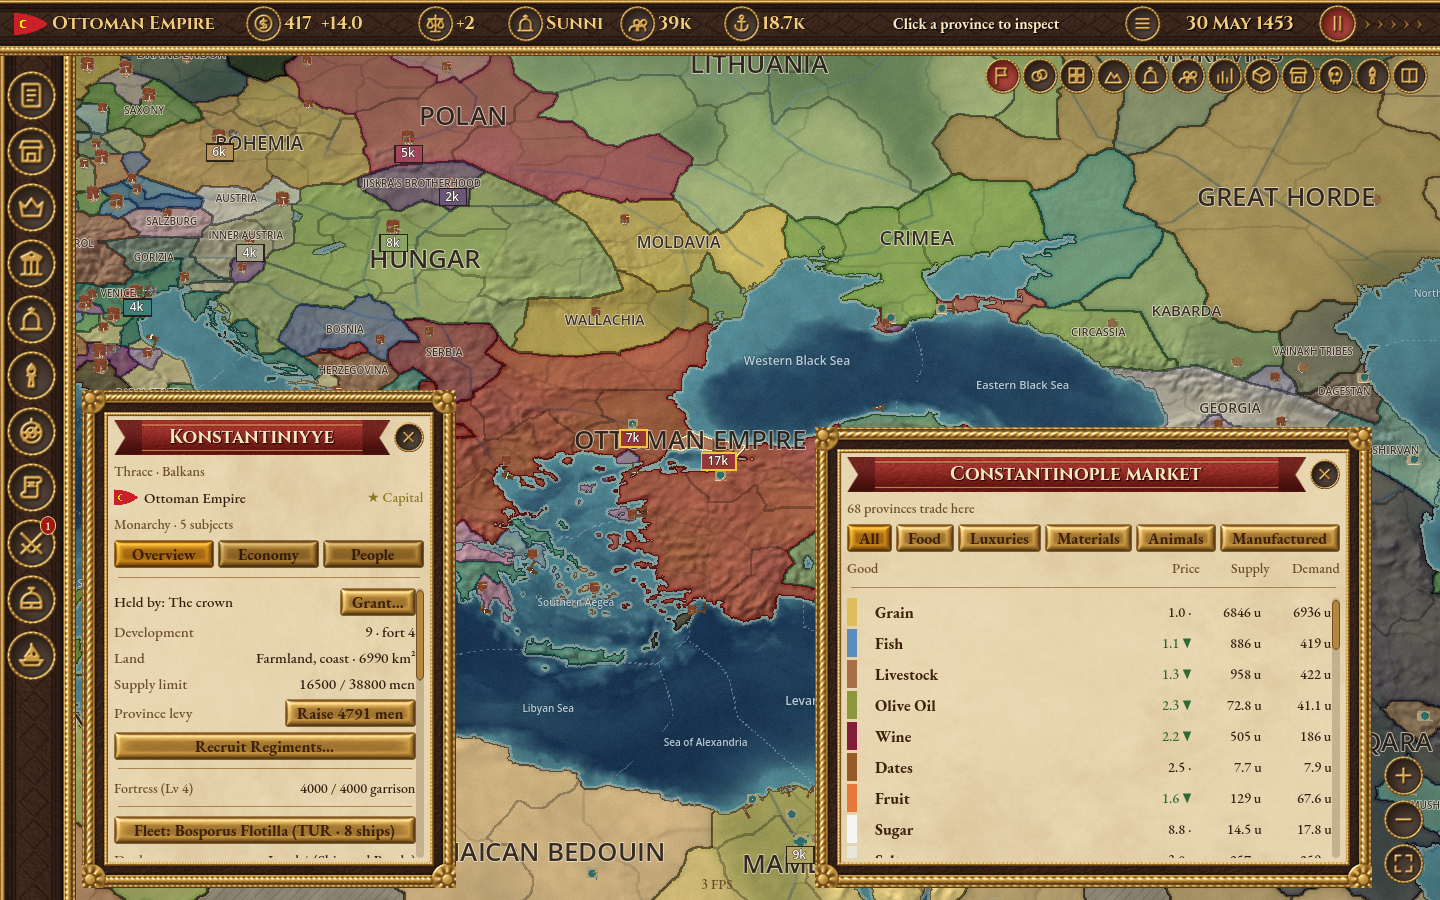 OTTOMAN EMPIRE 417 +14.0 +2 SUNNI 39K 18.7K Click a province to inspect 30 MAY 1453
LITHUANIA
POLAN
SAXONY
BOHEMIA
6k
5k
JISKRA'S BROTHERHOOD
2k
AUSTRIA
GREAT HORDE
SALZBURG
INNER AUSTRIA
MOLDAVIA
CRIMEA
8k
4k
GORIZIA
HUNGAR
VENICE
4k
North
KABARDA
WALLACHIA
BOSNIA
CIRCASSIA
SERBIA
VAINAKH TRIBES
Western Black Sea
HERZEGOVINA
Eastern Black Sea
DAGESTAN
GEORGIA
OTTOMAN EMPIRE
7k
17k
SHIRVAN
Southern Aegea
Levan
Libyan Sea
Sea of Alexandria
QARA
MUSH
AICAN BEDOUIN
9k
3 FPS
KONSTANTINIYYE
Thrace · Balkans
Ottoman Empire ★ Capital
Monarchy · 5 subjects
Overview Economy People
Held by: The crown Grant...
Development 9 · fort 4
Land Farmland, coast · 6990 km²
Supply limit 16500 / 38800 men
Province levy Raise 4791 men
Recruit Regiments...
Fortress (Lv 4) 4000 / 4000 garrison
Fleet: Bosporus Flotilla (TUR · 8 ships)
CONSTANTINOPLE MARKET
68 provinces trade here
All Food Luxuries Materials Animals Manufactured
Good Price Supply Demand
Grain 1.0 · 6846 u 6936 u
Fish 1.1 ▼ 886 u 419 u
Livestock 1.3 ▼ 958 u 422 u
Olive Oil 2.3 ▼ 72.8 u 41.1 u
Wine 2.2 ▼ 505 u 186 u
Dates 2.5 · 7.7 u 7.9 u
Fruit 1.6 ▼ 129 u 67.6 u
Sugar 8.8 · 14.5 u 17.8 u
1